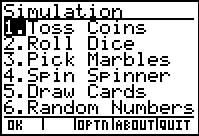 Simulation
1.Toss Coins
2.Roll Dice
3.Pick Marbles
4.Spin Spinner
5.Draw Cards
6.Random Numbers
OK OPTN ABOUT QUIT